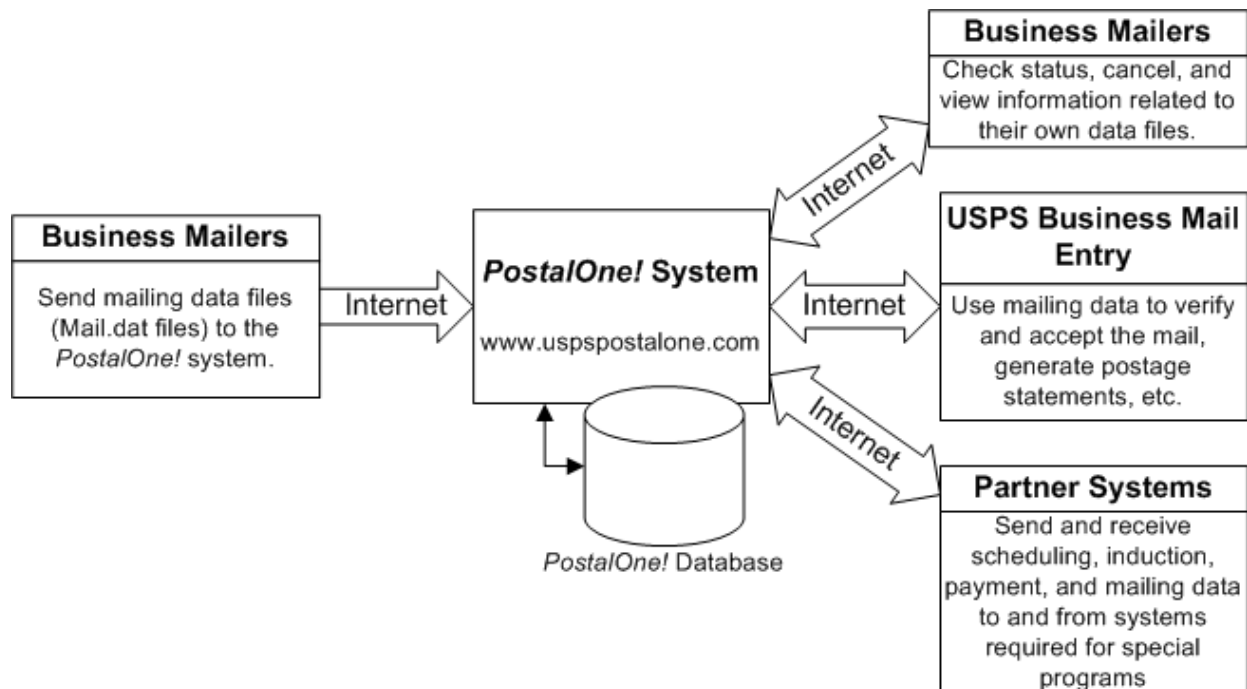 Business Mailers
Send mailing data files
(Mail.dat files) to the
PostalOne! system.
Internet
PostalOne! System
www.uspspostalone.com
PostalOne! Database
Internet
Business Mailers
Check status, cancel, and
view information related to
their own data files.
Internet
USPS Business Mail
Entry
Use mailing data to verify
and accept the mail,
generate postage
statements, etc.
Internet
Partner Systems
Send and receive
scheduling, induction,
payment, and mailing data
to and from systems
required for special
programs